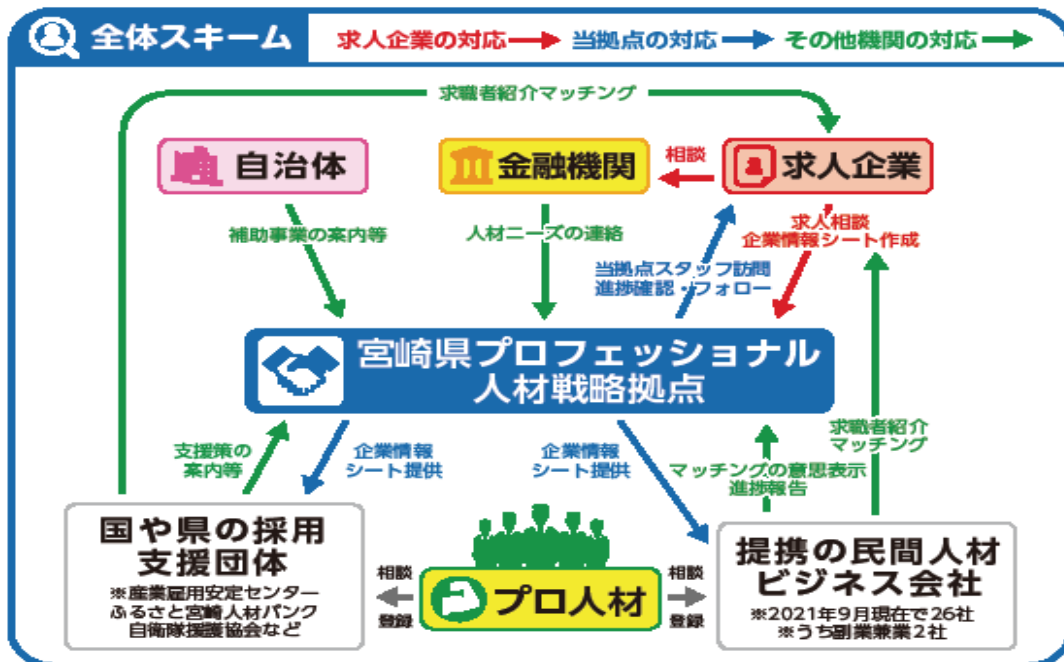 全体スキーム
求人企業の対応
当拠点の対応
その他機関の対応
求職者紹介マッチング
自治体
金融機関
相談
求人企業
補助事業の案内等
人材ニーズの連絡
求人相談
企業情報シート作成
当拠点スタッフ訪問
進捗確認・フォロー
宮崎県プロフェッショナル
人材戦略拠点
支援策の
案内等
企業情報
シート提供
企業情報
シート提供
マッチングの意思表示
進捗報告
求職者紹介
マッチング
国や県の採用
支援団体
※産業雇用安定センター
ふるさと宮崎人材バンク
自衛隊援護協会など
相談
登録
プロ人材
相談
登録
提携の民間人材
ビジネス会社
※2021年9月現在で26社
※うち副業兼業2社